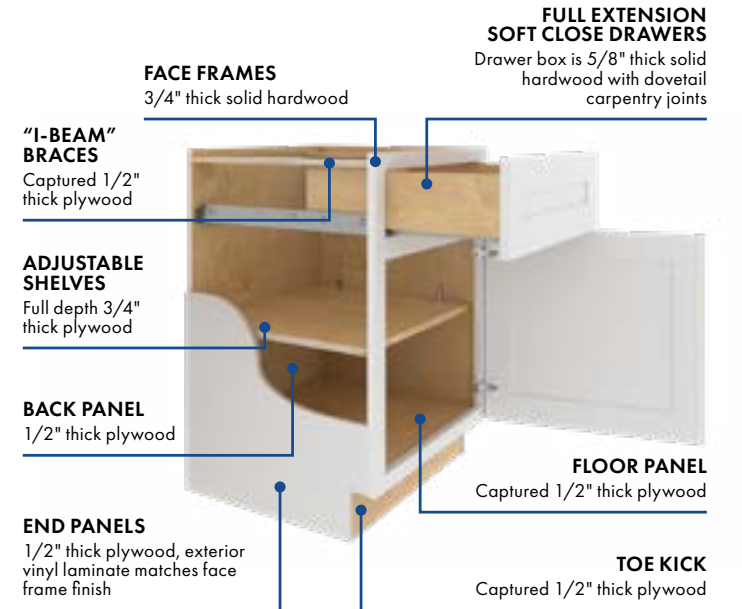 FULL EXTENSION
SOFT CLOSE DRAWERS
Drawer box is 5/8" thick solid
hardwood with dovetail
carpentry joints
FACE FRAMES
3/4" thick solid hardwood
“I-BEAM”
BRACES
Captured 1/2"
thick plywood
ADJUSTABLE
SHELVES
Full depth 3/4"
thick plywood
BACK PANEL
1/2" thick plywood
FLOOR PANEL
Captured 1/2" thick plywood
END PANELS
1/2" thick plywood, exterior
vinyl laminate matches face
frame finish
TOE KICK
Captured 1/2" thick plywood